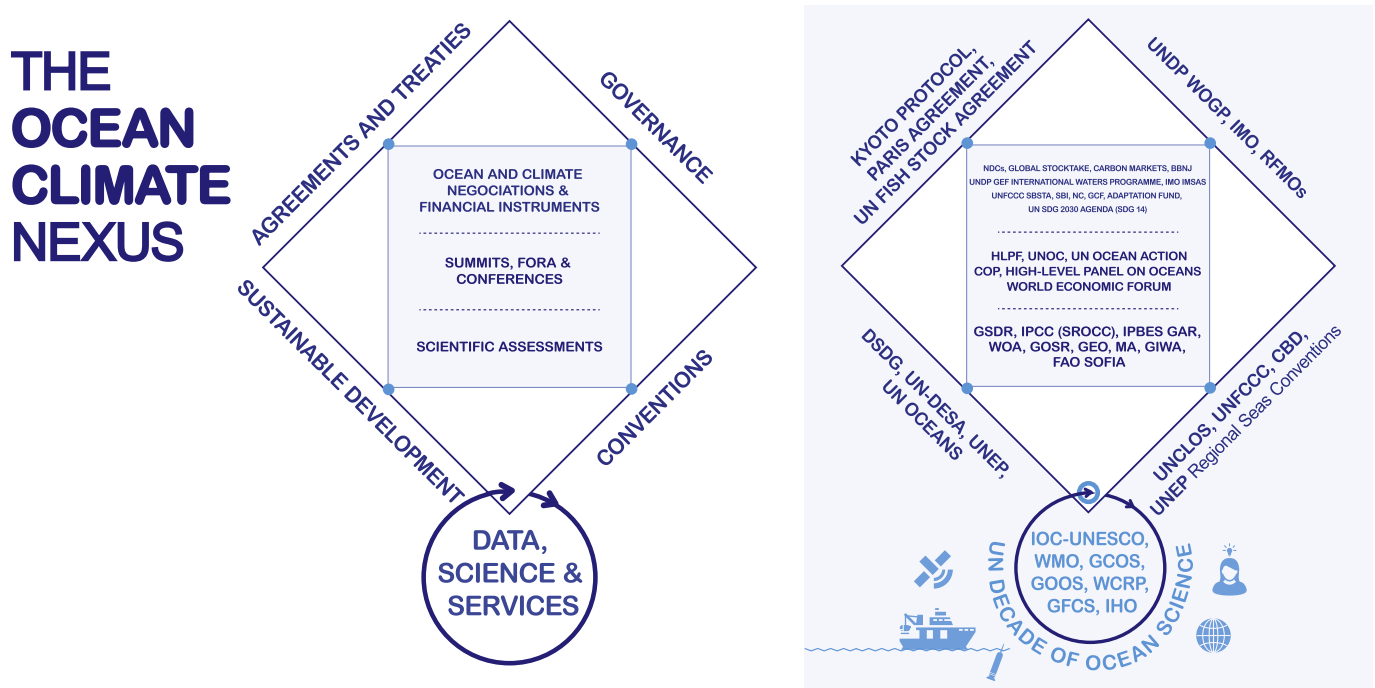 THE
OCEAN
CLIMATE
NEXUS
AGREEMENTS AND TREATIES
GOVERNANCE
OCEAN AND CLIMATE
NEGOCIATIONS &
FINANCIAL INSTRUMENTS
SUMMITS, FORA &
CONFERENCES
SCIENTIFIC ASSESSMENTS
SUSTAINABLE DEVELOPMENT
CONVENTIONS
DATA,
SCIENCE &
SERVICES
KYOTO PROTOCOL,
PARIS AGREEMENT,
UN FISH STOCK AGREEMENT
UNDP WOGP, IMO, RFMOs
NDCs, GLOBAL STOCKTAKE, CARBON MARKETS, BBNJ
UNDP GEF INTERNATIONAL WATERS PROGRAMME, IMO IMSAS
UNFCCC SBSTA, SBI, NC, GCF, ADAPTATION FUND,
UN SDG 2030 AGENDA (SDG 14)
HLPF, UNOC, UN OCEAN ACTION
COP, HIGH-LEVEL PANEL ON OCEANS
WORLD ECONOMIC FORUM
GSDR, IPCC (SROCC), IPBES GAR,
WOA, GOSR, GEO, MA, GIWA,
FAO SOFIA
DSDG, UN-DESA, UNEP,
UN OCEANS
UNCLOS, UNFCCC, CBD,
UNEP Regional Seas Conventions
IOC-UNESCO,
WMO, GCOS,
GOOS, WCRP,
GFCS, IHO
UN DECADE OF OCEAN SCIENCE